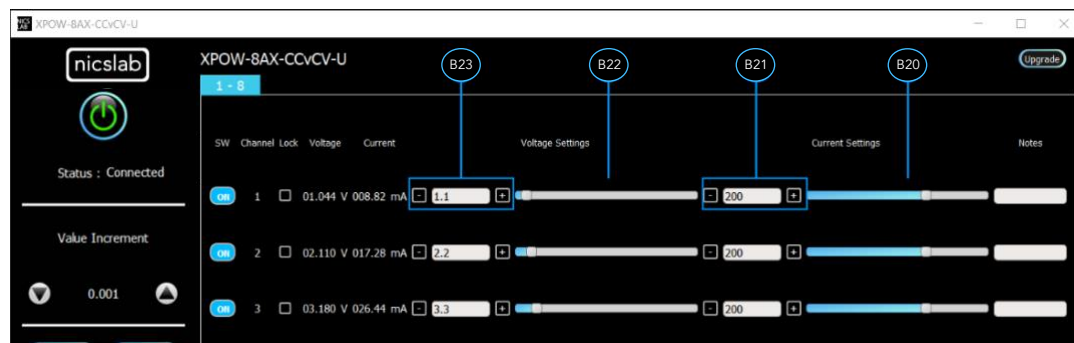 NICS LAB XPOW-8AX-CCvCV-U
nicslab
XPOW-8AX-CCvCV-U
B23 B22 B21 B20
Upgrade
1 - 8
SW Channel Lock Voltage Current Voltage Settings Current Settings Notes
Status : Connected
ON 1 01.044 V 008.82 mA - 1.1 + - 200 +
Value Increment
ON 2 02.110 V 017.28 mA - 2.2 + - 200 +
0.001
ON 3 03.180 V 026.44 mA - 3.3 + - 200 +